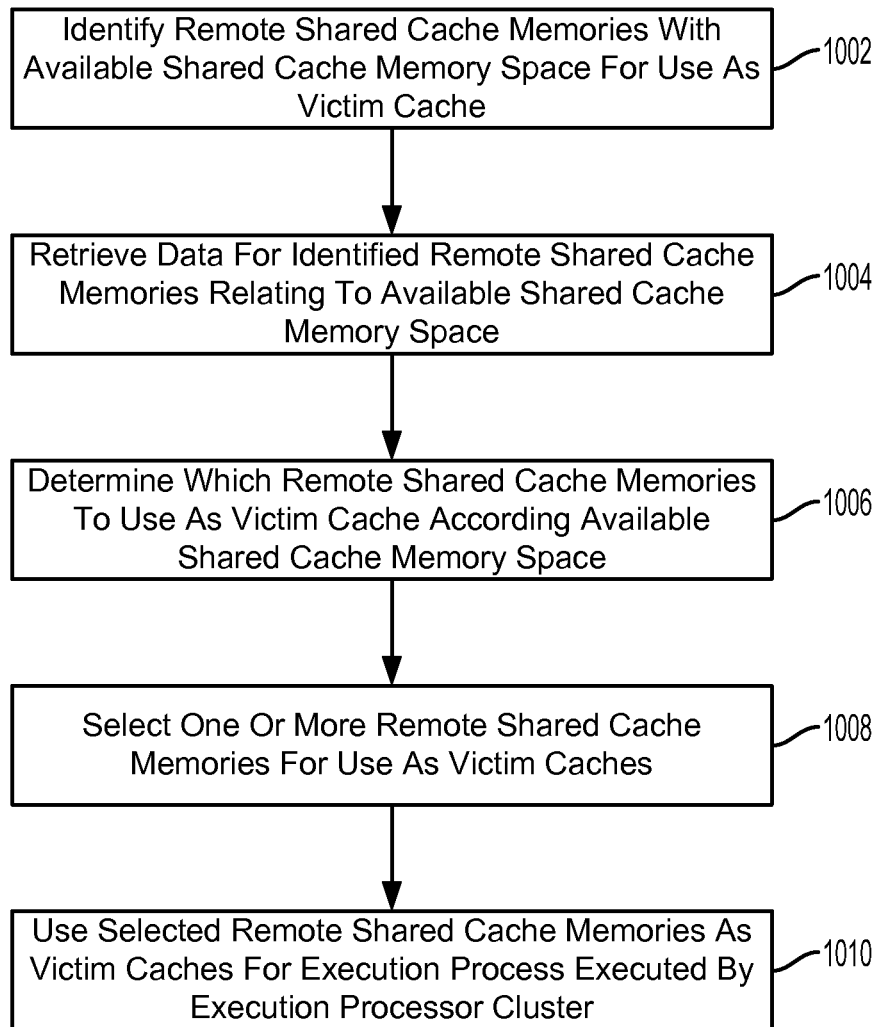 Identify Remote Shared Cache Memories With
Available Shared Cache Memory Space For Use As
Victim Cache
1002
Retrieve Data For Identified Remote Shared Cache
Memories Relating To Available Shared Cache
Memory Space
1004
Determine Which Remote Shared Cache Memories
To Use As Victim Cache According Available
Shared Cache Memory Space
1006
Select One Or More Remote Shared Cache
Memories For Use As Victim Caches
1008
Use Selected Remote Shared Cache Memories As
Victim Caches For Execution Process Executed By
Execution Processor Cluster
1010